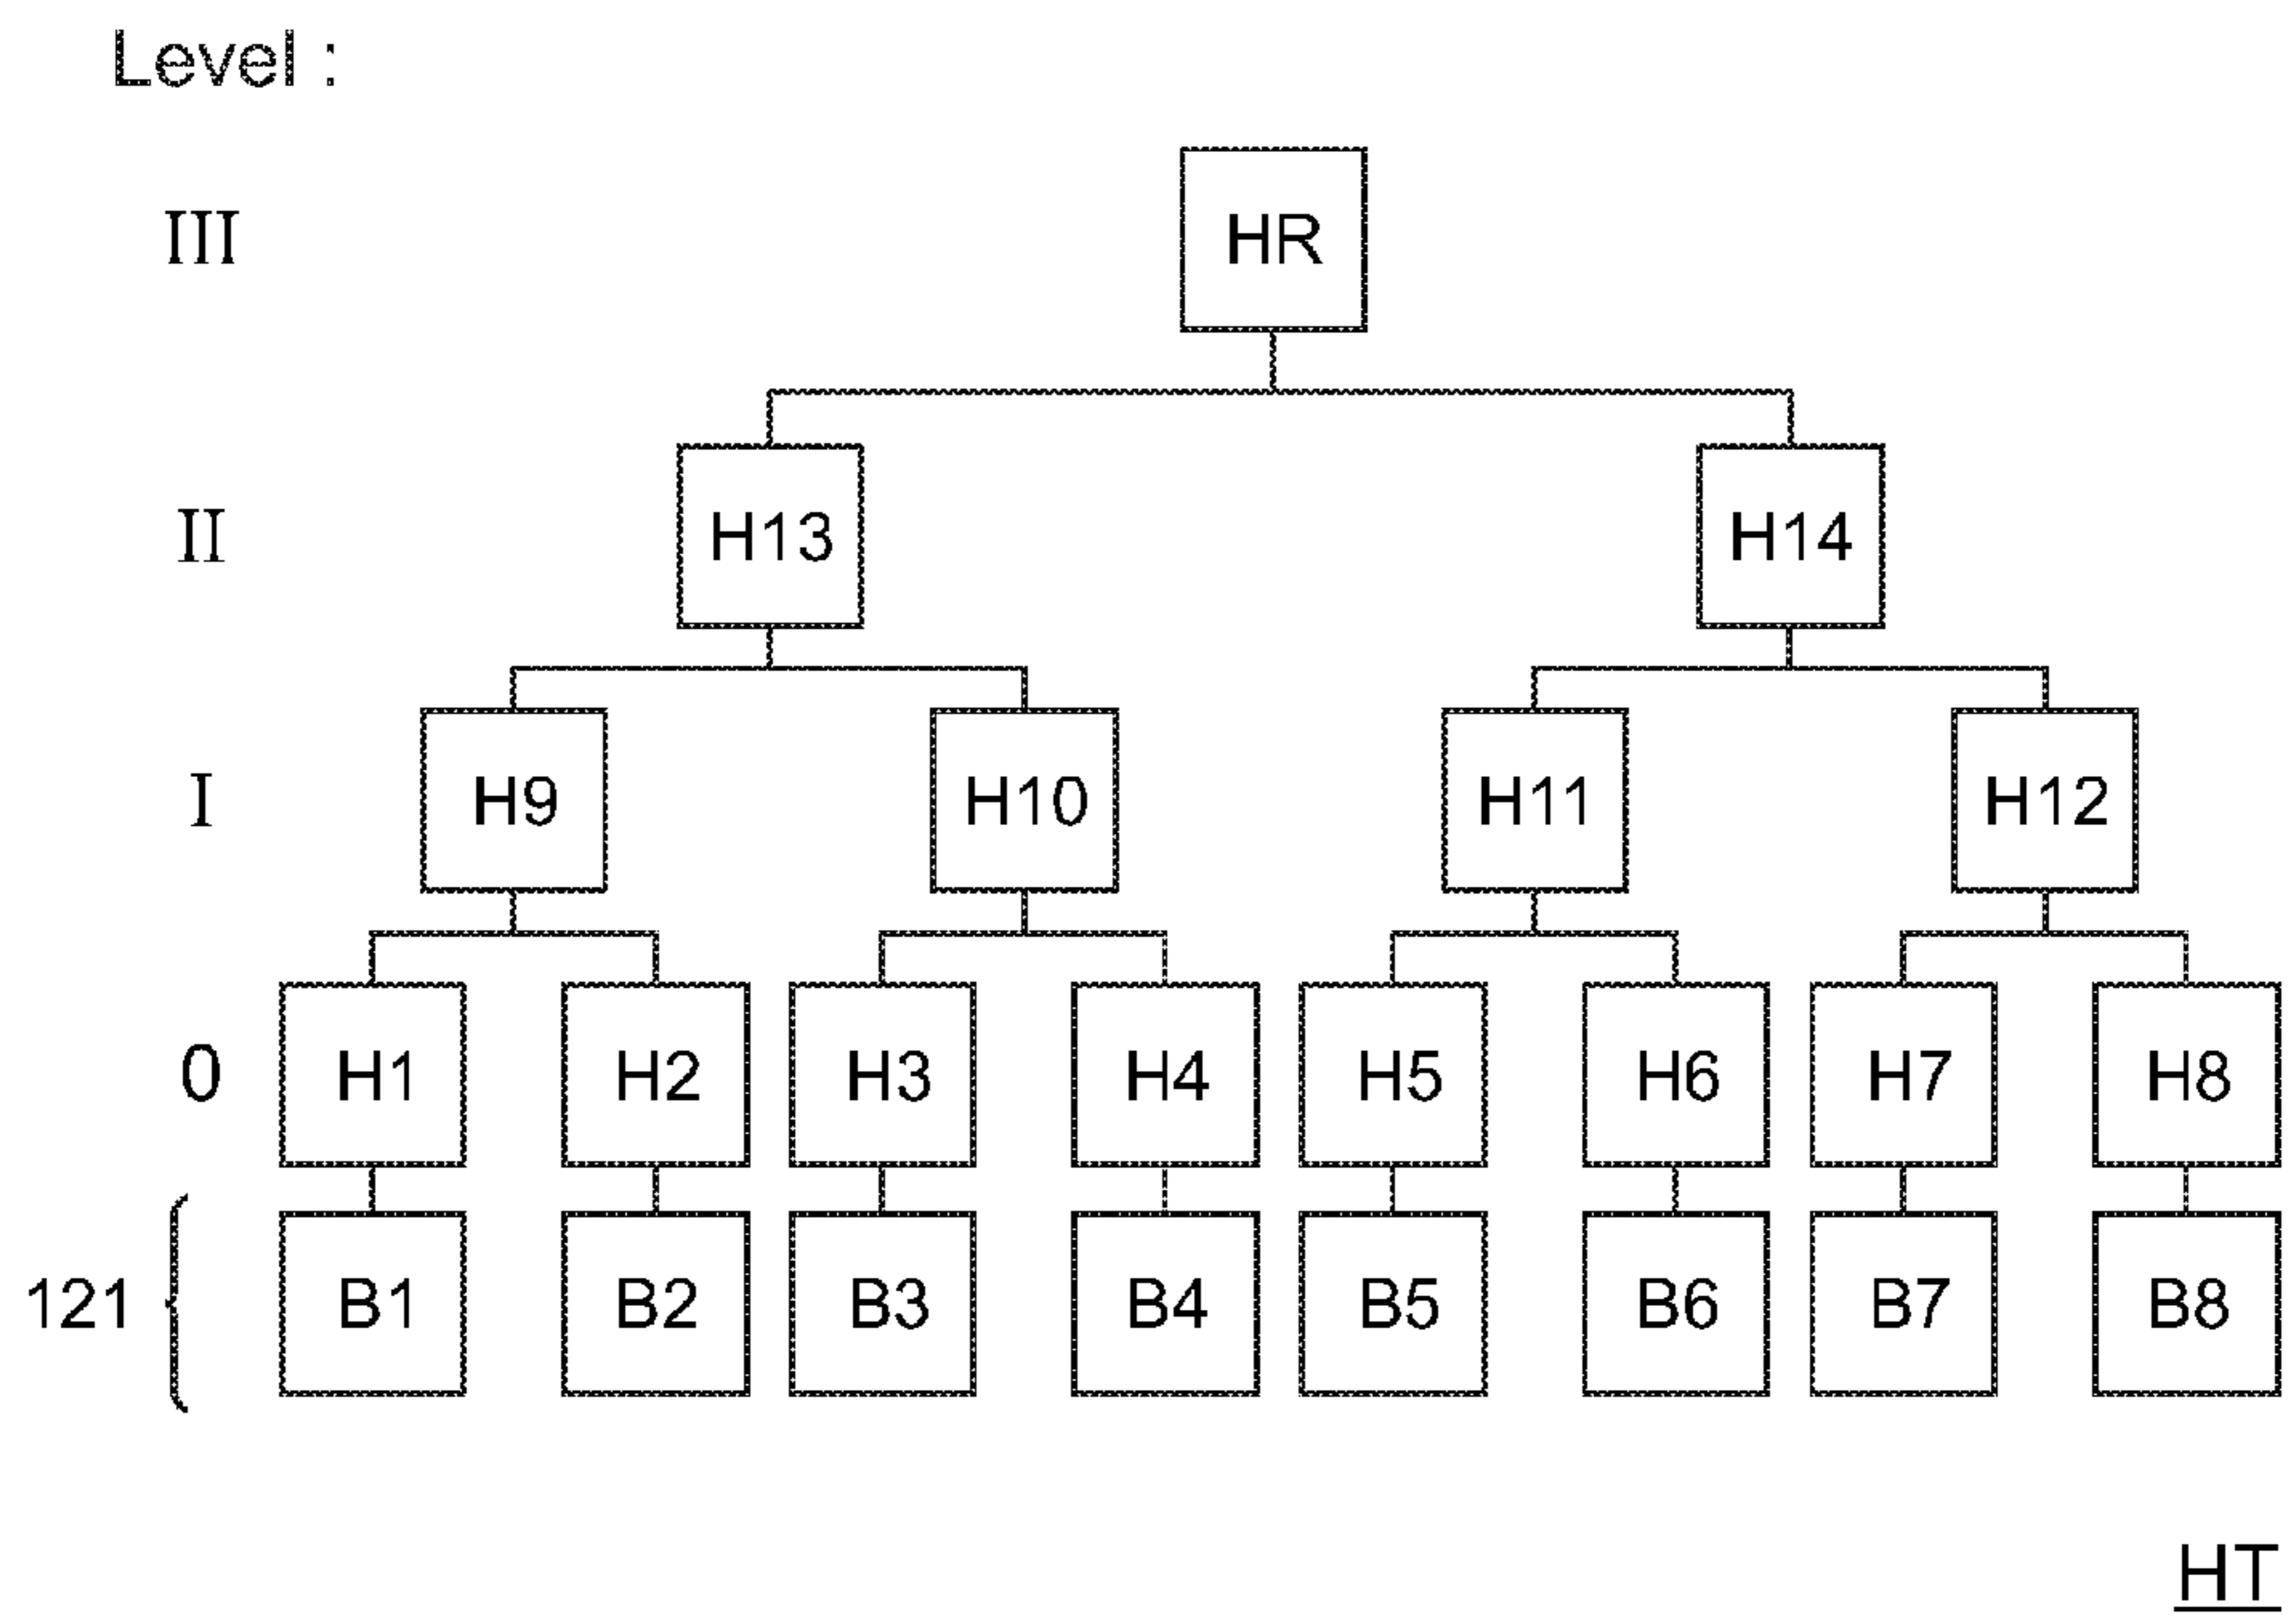 Level :
III HR
II H13 H14
I H9 H10 H11 H12
0 H1 H2 H3 H4 H5 H6 H7 H8
121 B1 B2 B3 B4 B5 B6 B7 B8
HT